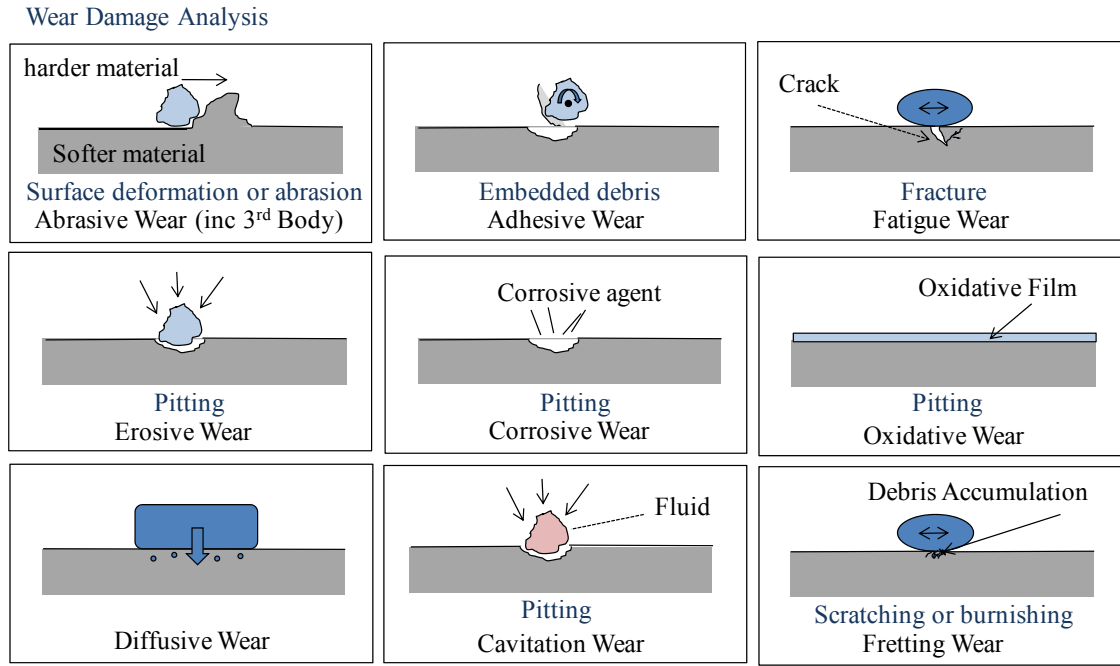 Wear Damage Analysis
harder material
Softer material
Surface deformation or abrasion
Abrasive Wear (inc 3rd Body)
Embedded debris
Adhesive Wear
Crack
Fracture
Fatigue Wear
Pitting
Erosive Wear
Corrosive agent
Pitting
Corrosive Wear
Oxidative Film
Pitting
Oxidative Wear
Diffusive Wear
Fluid
Pitting
Cavitation Wear
Debris Accumulation
Scratching or burnishing
Fretting Wear